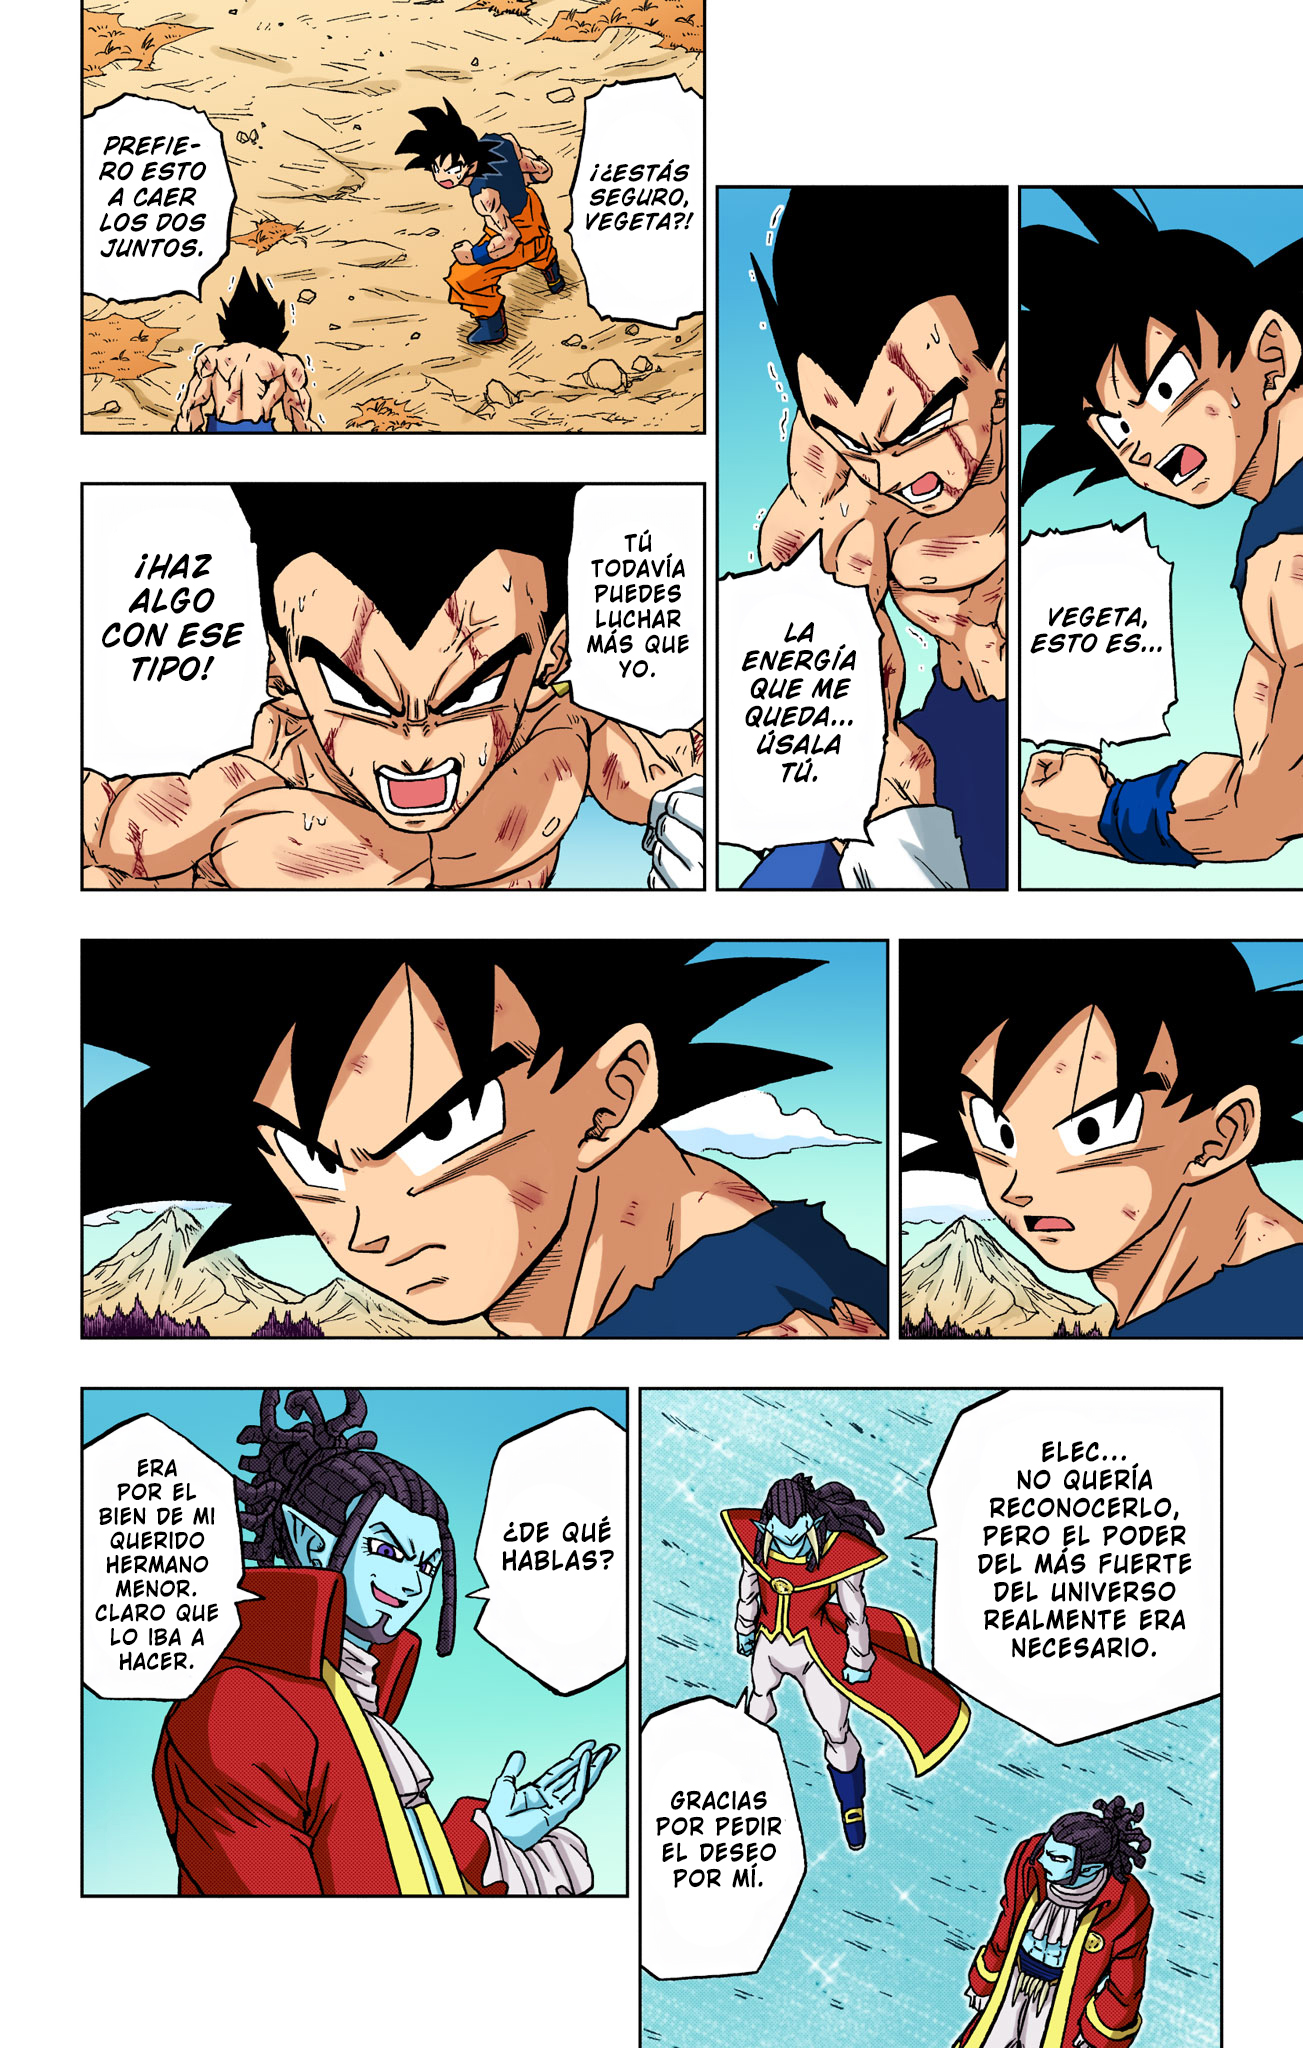 VEGETA,
ESTO ES...
LA
ENERGÍA
QUE ME
QUEDA...
ÚSALA
TÚ.
¡¿ESTÁS
SEGURO,
VEGETA?!
PREFIE-
RO ESTO
A CAER
LOS DOS
JUNTOS.
TÚ
TODAVÍA
PUEDES
LUCHAR
MÁS QUE
YO.
¡HAZ
ALGO
CON ESE
TIPO!
ELEC...
NO QUERÍA
RECONOCERLO,
PERO EL PODER
DEL MÁS FUERTE
DEL UNIVERSO
REALMENTE ERA
NECESARIO.
GRACIAS
POR PEDIR
EL DESEO
POR MÍ.
¿DE QUÉ
HABLAS?
ERA
POR EL
BIEN DE MI
QUERIDO
HERMANO
MENOR.
CLARO QUE
LO IBA A
HACER.